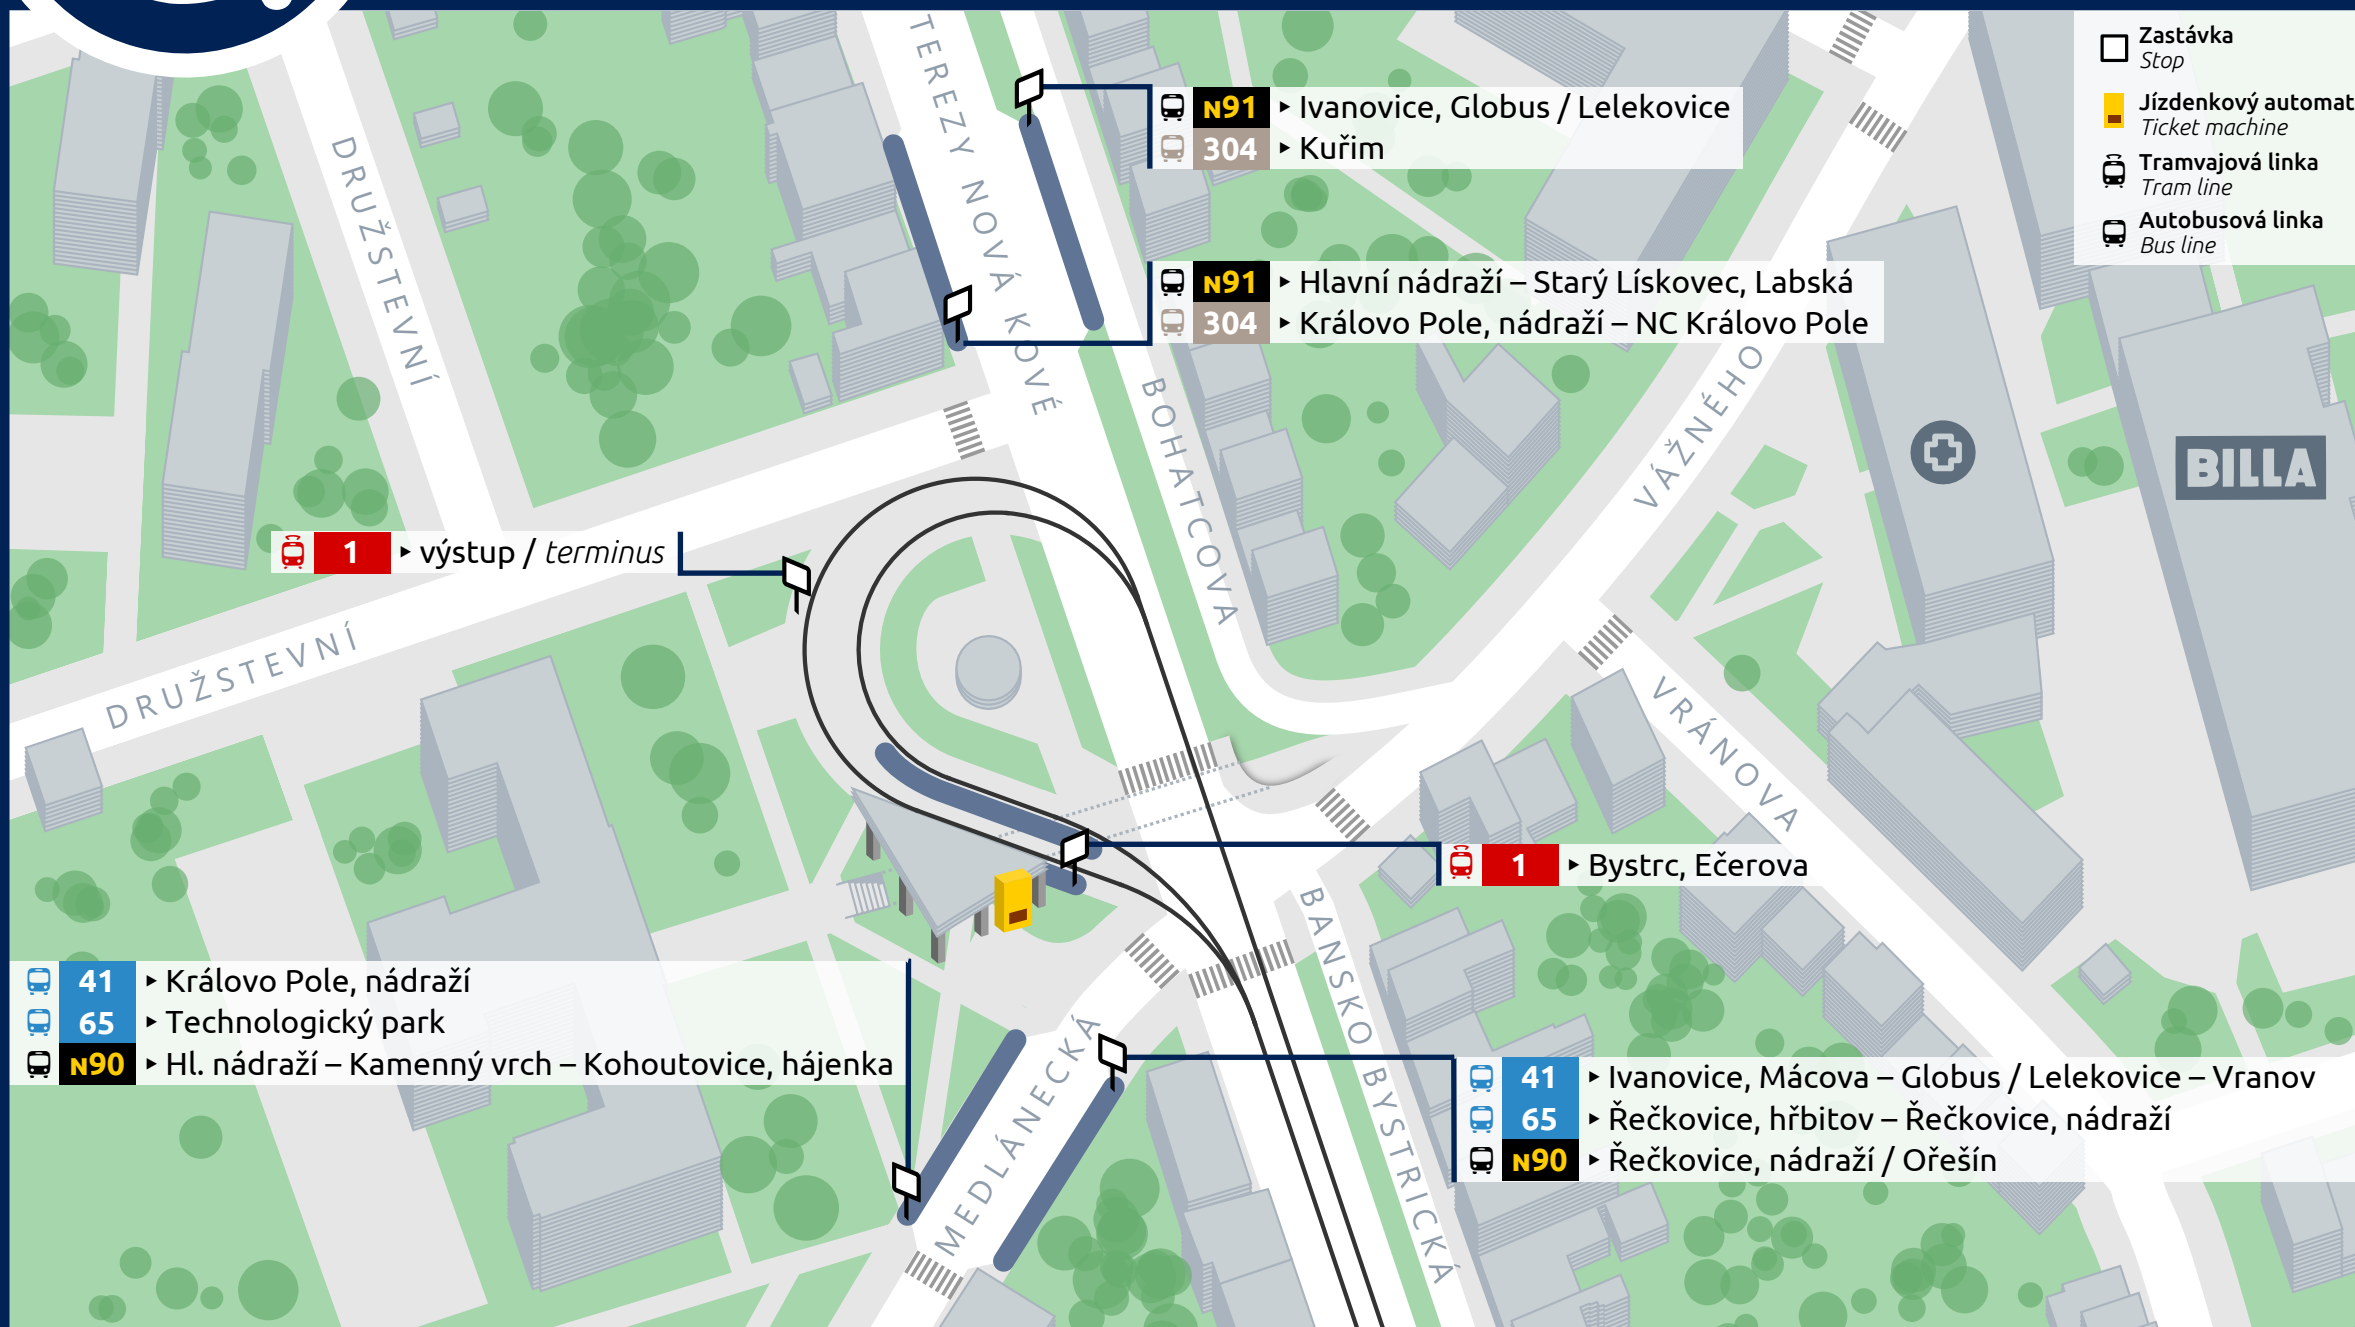 Zastávka
Stop
Jízdenkový automat
Ticket machine
Tramvajová linka
Tram line
Autobusová linka
Bus line
TEREZY NOVÁKOVÉ
N91 ▸ Ivanovice, Globus / Lelekovice
304 ▸ Kuřim
DRUŽSTEVNÍ
N91 ▸ Hlavní nádraží – Starý Lískovec, Labská
304 ▸ Královo Pole, nádraží – NC Královo Pole
BOHATCOVA
VÁŽNÉHO
BILLA
1 ▸ výstup / terminus
DRUŽSTEVNÍ
VRÁNOVA
1 ▸ Bystrc, Ečerova
BANSKOBYSTRICKÁ
41 ▸ Královo Pole, nádraží
65 ▸ Technologický park
N90 ▸ Hl. nádraží – Kamenný vrch – Kohoutovice, hájenka
MEDLÁNECKÁ
41 ▸ Ivanovice, Mácova – Globus / Lelekovice – Vranov
65 ▸ Řečkovice, hřbitov – Řečkovice, nádraží
N90 ▸ Řečkovice, nádraží / Ořešín